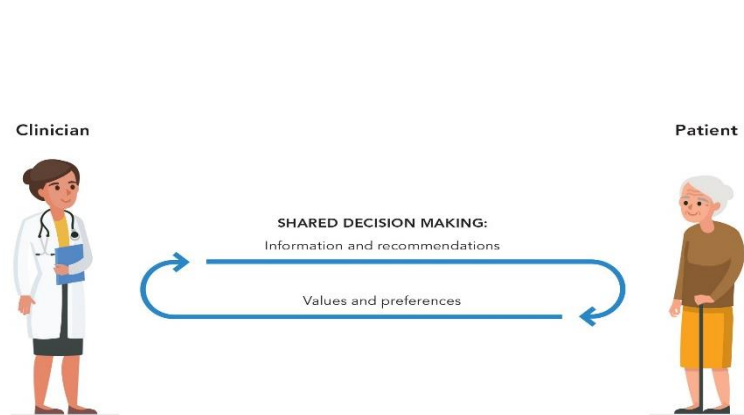 Clinician
Patient
SHARED DECISION MAKING:
Information and recommendations
Values and preferences